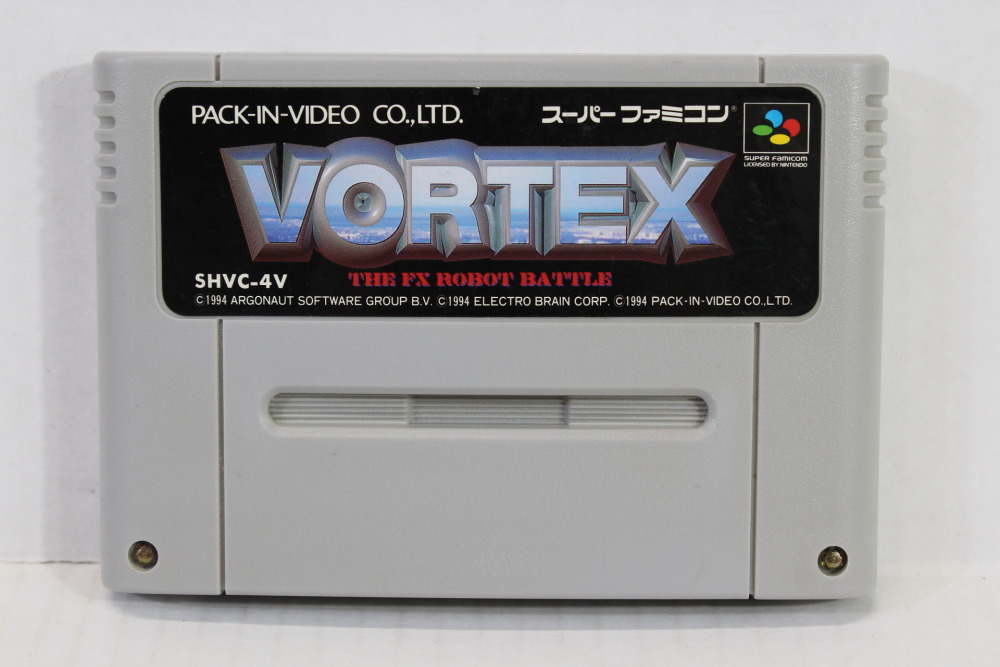 PACK-IN-VIDEO CO.,LTD.
スーパーファミコン®
SUPER FAMICOM
LICENSED BY NINTENDO
VORTEX
SHVC-4V
THE FX ROBOT BATTLE
©1994 ARGONAUT SOFTWARE GROUP B.V. ©1994 ELECTRO BRAIN CORP. ©1994 PACK-IN-VIDEO CO.,LTD.